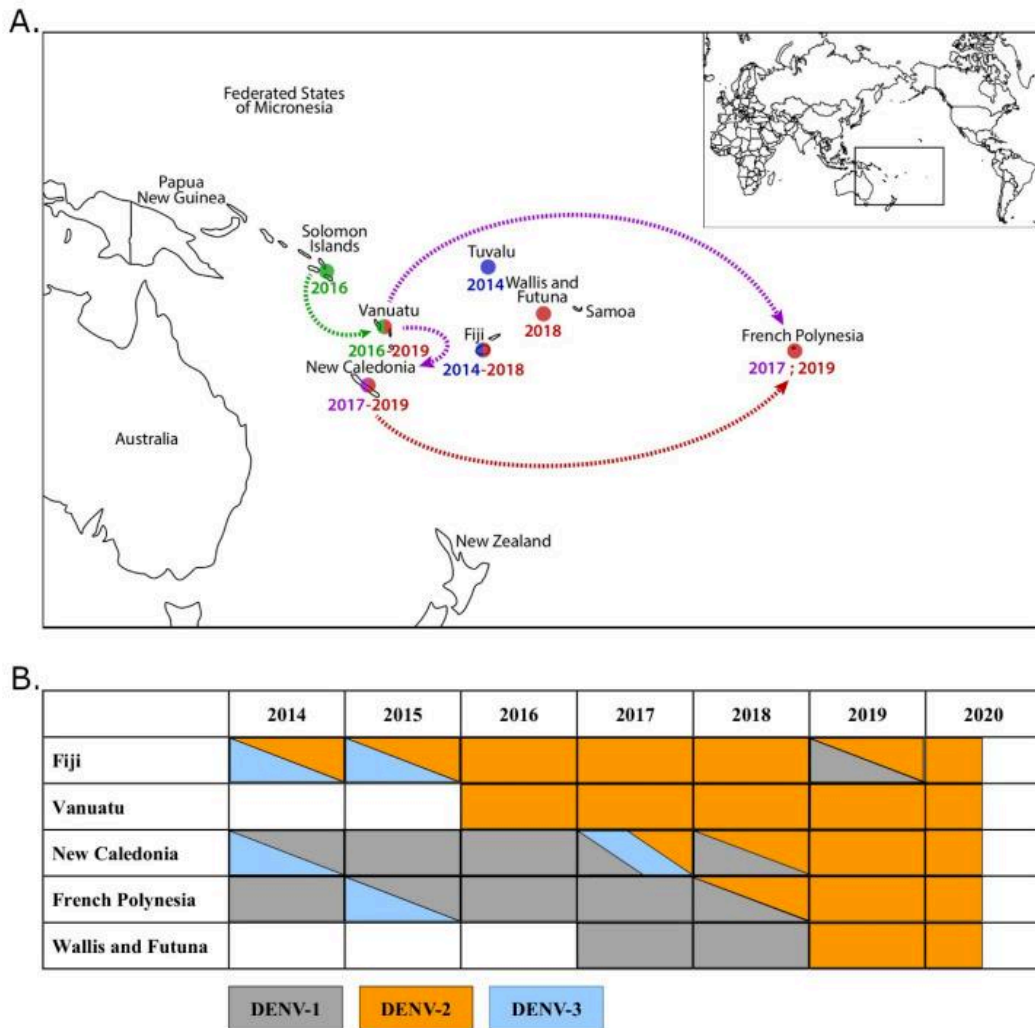 A.
Federated States
of Micronesia
Papua
New Guinea
Solomon
Islands
2016
Tuvalu
2014
Wallis and
Futuna
2018
Samoa
Vanuatu
2016-2019
Fiji
2014-2018
New Caledonia
2017-2019
French Polynesia
2017 ; 2019
Australia
New Zealand
B.
2014 2015 2016 2017 2018 2019 2020
Fiji
Vanuatu
New Caledonia
French Polynesia
Wallis and Futuna
DENV-1 DENV-2 DENV-3